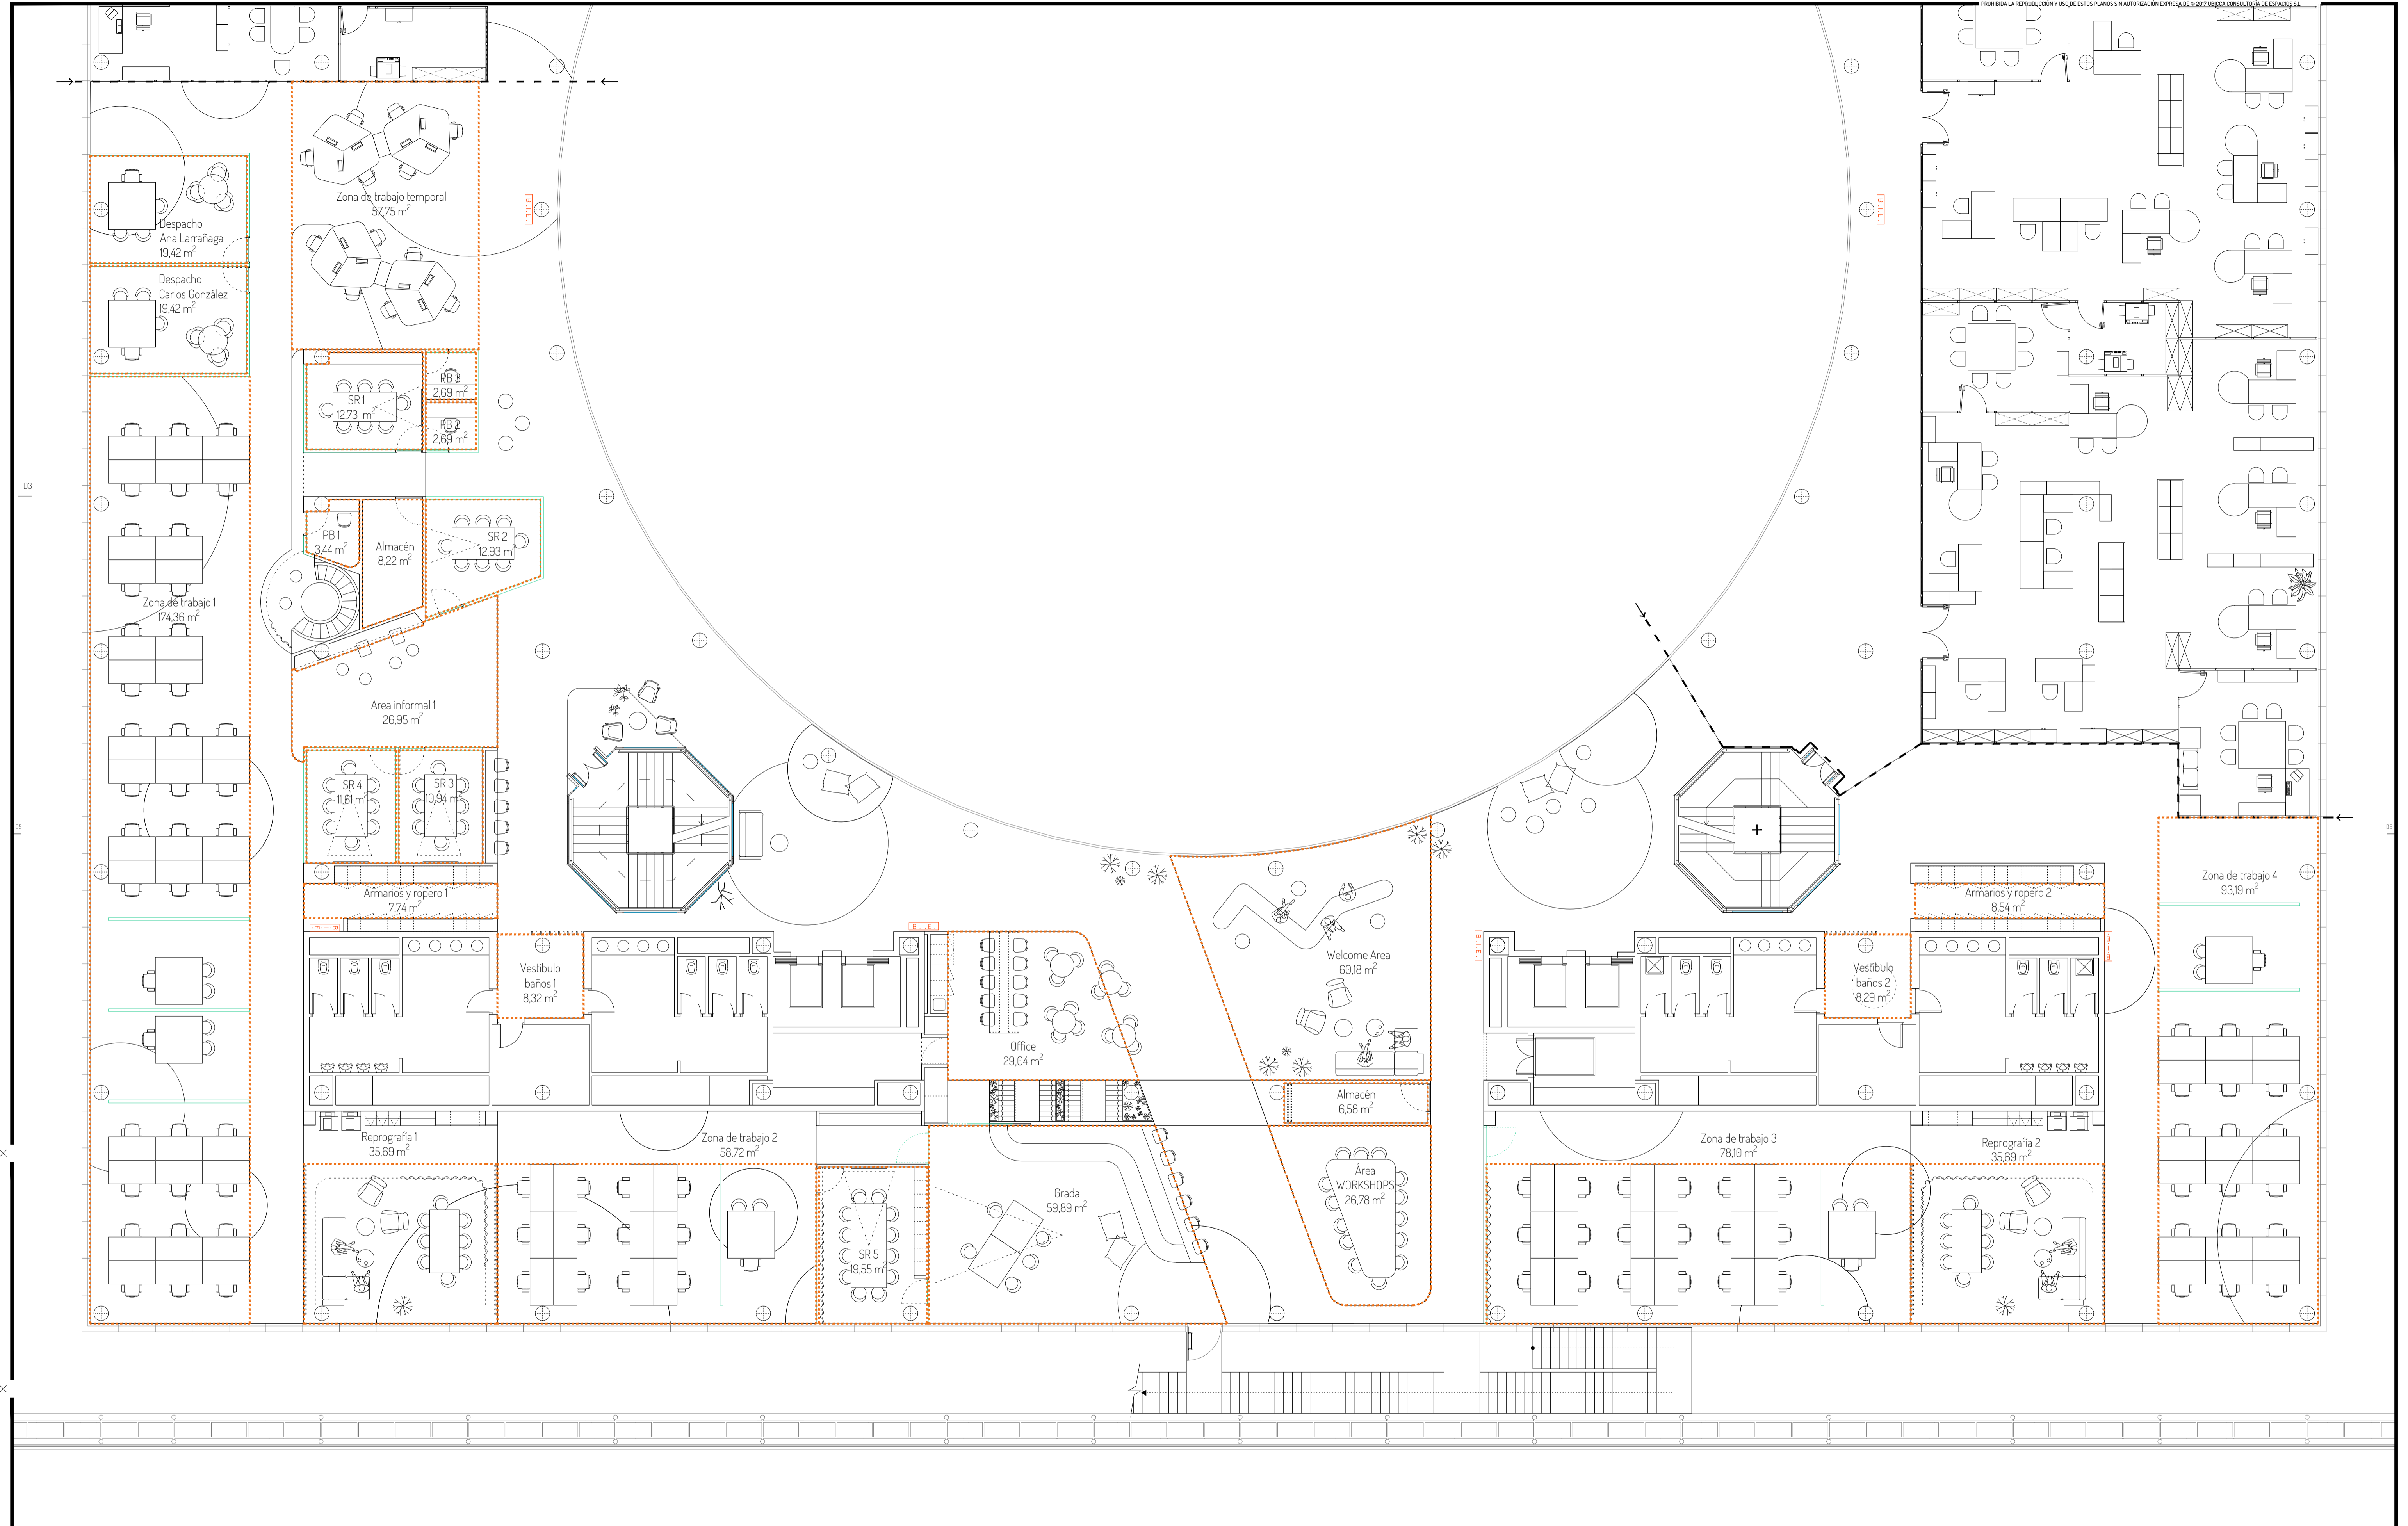 PROHIBIDA LA REPRODUCCIÓN Y USO DE ESTOS PLANOS SIN AUTORIZACIÓN EXPRESA DE © 2017 UBICCA CONSULTORÍA DE ESPACIOS S.L.
Zona de trabajo temporal
57,75 m²
B.I.E.
B.I.E.
Despacho
Ana Larrañaga
19,42 m²
Despacho
Carlos González
19,42 m²
PB 3
2,69 m²
SR 1
12,73 m²
PB 2
2,69 m²
D3
PB 1
3,44 m²
Almacén
8,22 m²
SR 2
12,93 m²
Zona de trabajo 1
174,36 m²
Area informal 1
26,95 m²
SR 4
11,61 m²
SR 3
10,94 m²
D5
D5
Armarios y ropero 1
7,74 m²
Zona de trabajo 4
93,19 m²
Armarios y ropero 2
8,54 m²
B.I.E.
B.I.E.
B.I.E.
B.I.E.
Vestíbulo
baños 1
8,32 m²
Welcome Area
60,18 m²
Vestíbulo
baños 2
8,29 m²
Office
29,04 m²
Almacén
6,58 m²
Reprografía 1
35,69 m²
Zona de trabajo 2
58,72 m²
Zona de trabajo 3
78,10 m²
Reprografía 2
35,69 m²
Área
WORKSHOPS
26,78 m²
Grada
59,89 m²
SR 5
19,55 m²